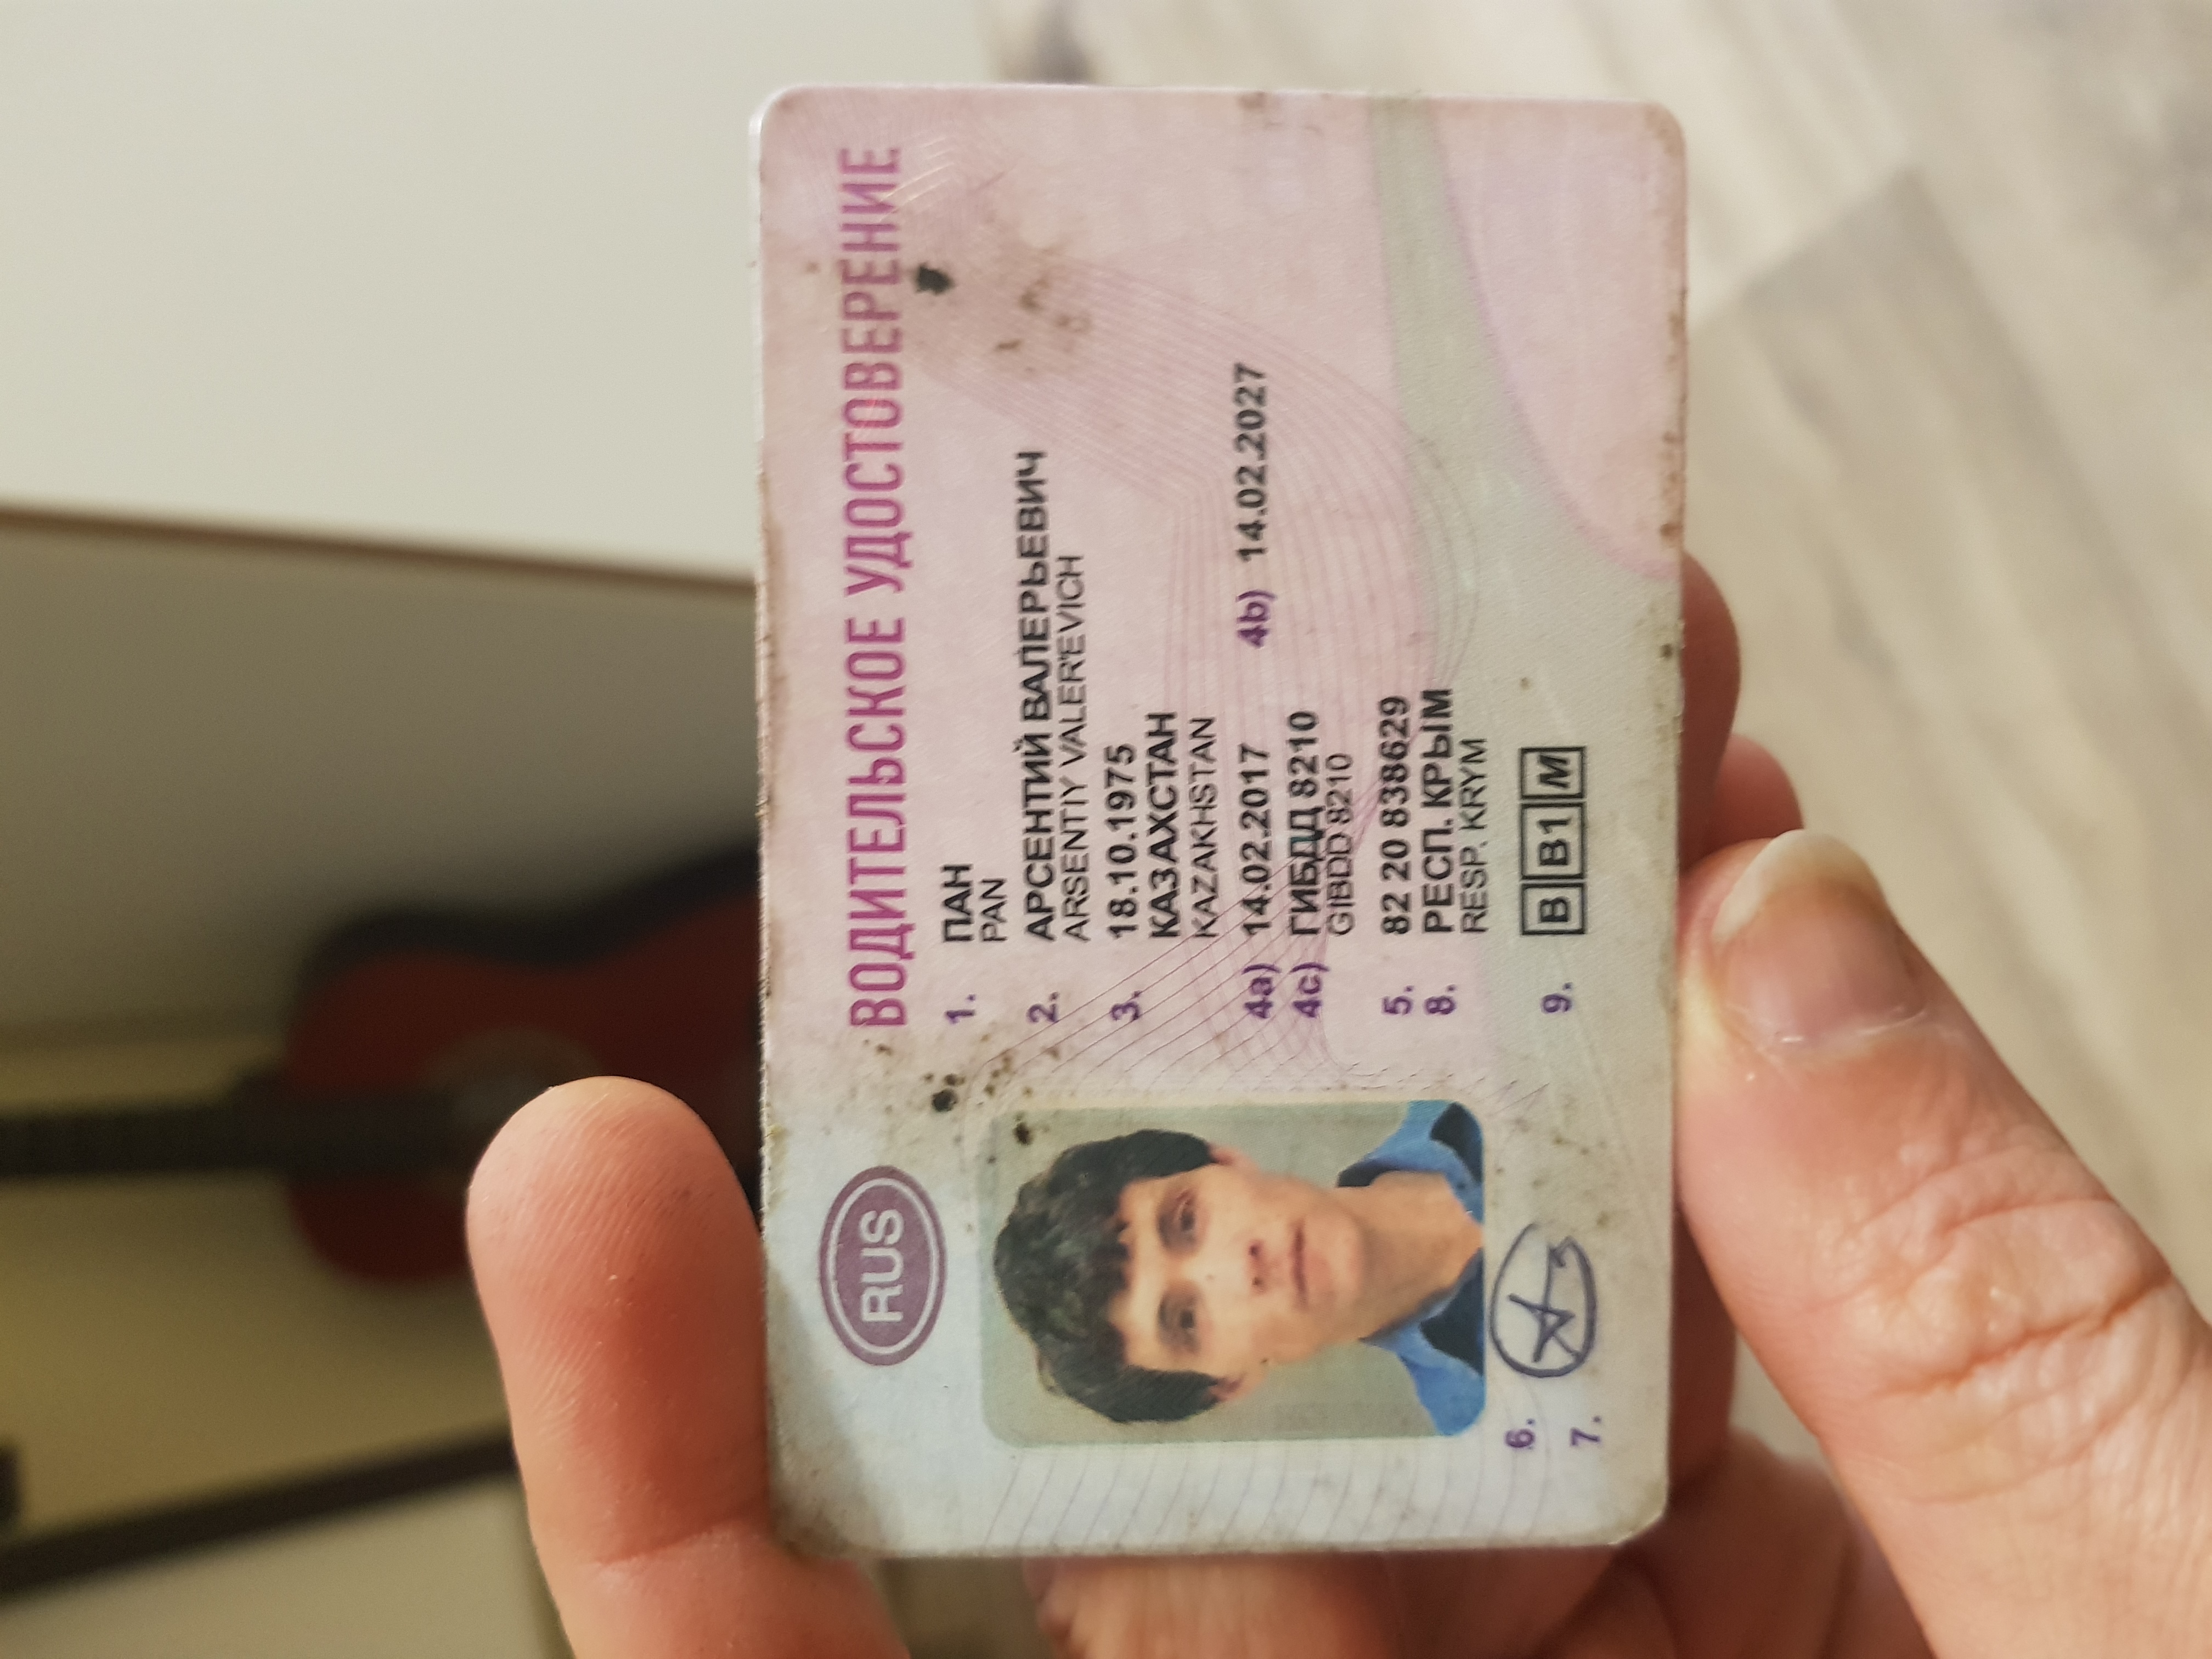 RUS
ВОДИТЕЛЬСКОЕ УДОСТОВЕРЕНИЕ
1. ПАН
PAN
2. АРСЕНТИЙ ВАЛЕРЬЕВИЧ
ARSENTIY VALER'EVICH
3. 18.10.1975
КАЗАХСТАН
KAZAKHSTAN
4a) 14.02.2017 4b) 14.02.2027
4c) ГИБДД 8210
GIBDD 8210
5. 82 20 838629
8. РЕСП. КРЫМ
RESP. KRYM
6.
7.
9. B B1 M